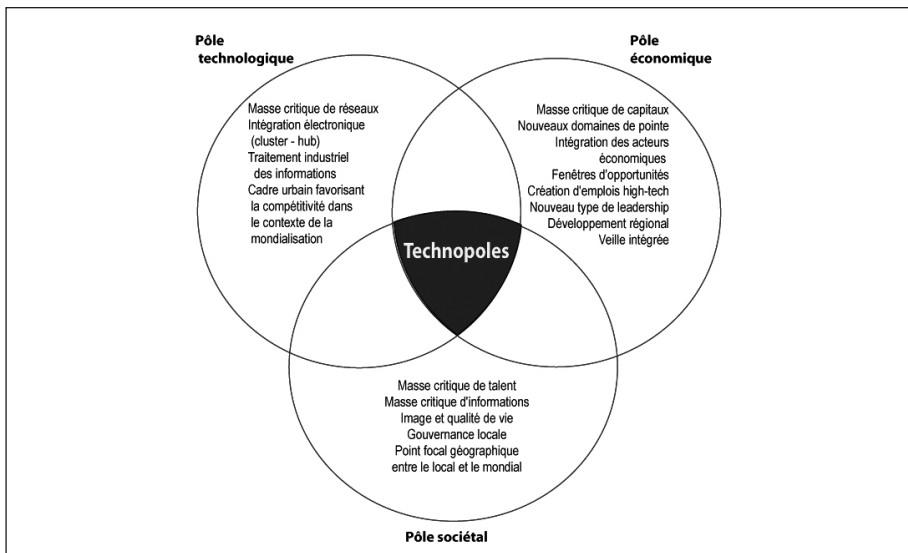 Pôle
technologique
Pôle
économique
Masse critique de réseaux
Intégration électronique
(cluster - hub)
Traitement industriel
des informations
Cadre urbain favorisant
la compétitivité dans
le contexte de la
mondialisation
Masse critique de capitaux
Nouveaux domaines de pointe
Intégration des acteurs
économiques
Fenêtres d'opportunités
Création d'emplois high-tech
Nouveau type de leadership
Développement régional
Veille intégrée
Technopoles
Masse critique de talent
Masse critique d'informations
Image et qualité de vie
Gouvernance locale
Point focal géographique
entre le local et le mondial
Pôle sociétal